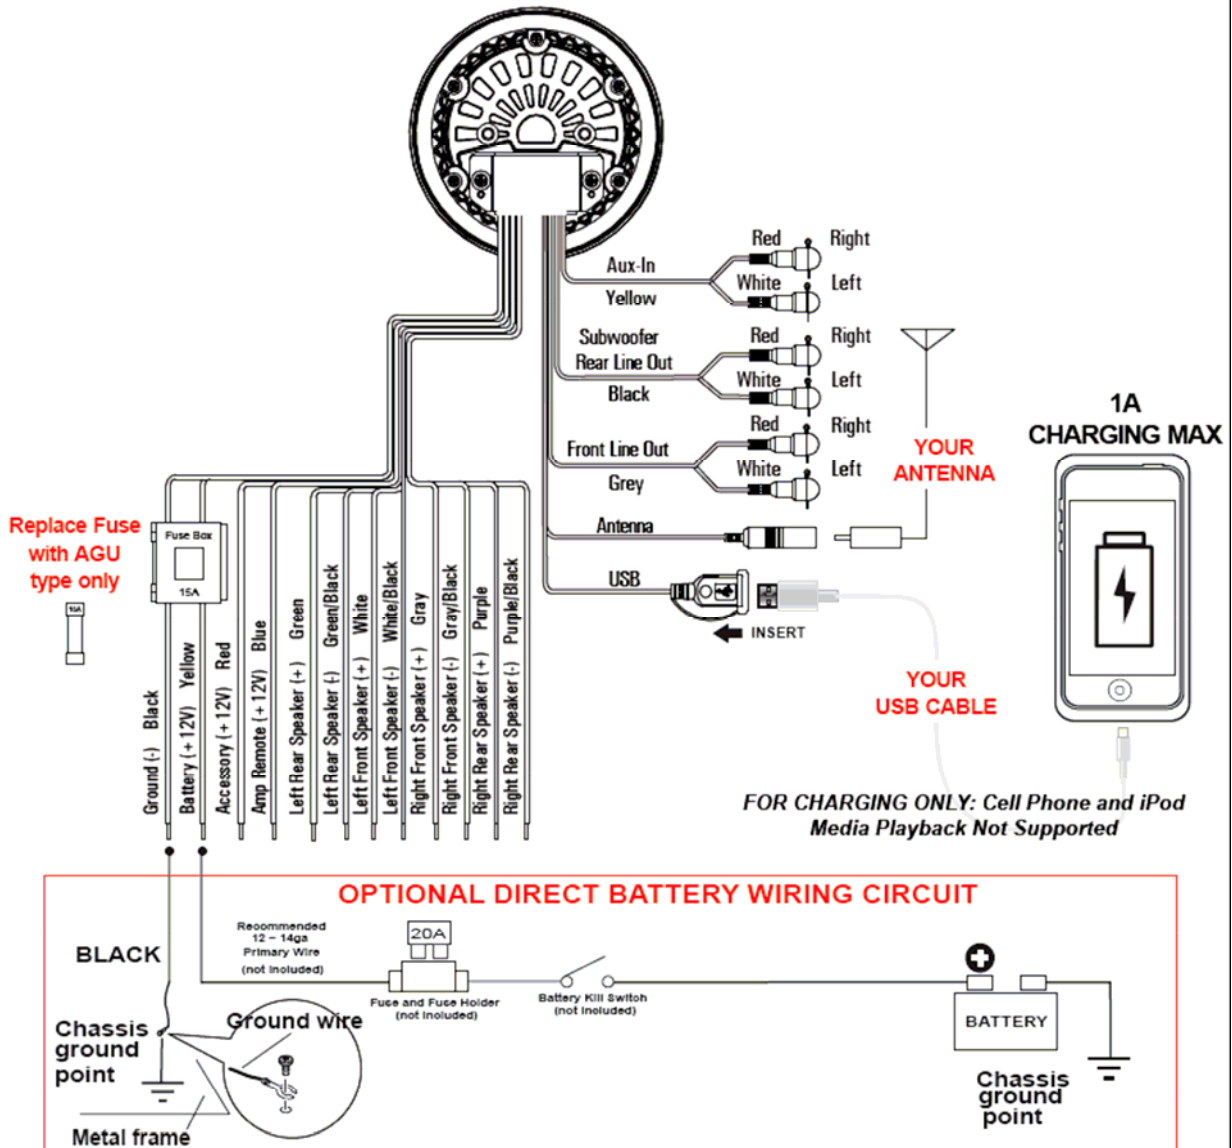 Red
Right
Aux-In
White
Left
Yellow
Subwoofer
Red
Right
Rear Line Out
White
Left
Black
Red
Right
Front Line Out
White
Left
Grey
YOUR
ANTENNA
1A
CHARGING MAX
Antenna
USB
INSERT
YOUR
USB CABLE
FOR CHARGING ONLY: Cell Phone and iPod
Media Playback Not Supported
Replace Fuse
with AGU
type only
15A
Fuse Box
15A
Ground (-) Black
Battery (+12V) Yellow
Accessory (+12V) Red
Amp Remote (+12V) Blue
Left Rear Speaker (+) Green
Left Rear Speaker (-) Green/Black
Left Front Speaker (+) White
Left Front Speaker (-) White/Black
Right Front Speaker (+) Gray
Right Front Speaker (-) Gray/Black
Right Rear Speaker (+) Purple
Right Rear Speaker (-) Purple/Black
OPTIONAL DIRECT BATTERY WIRING CIRCUIT
BLACK
Recommended
12 – 14ga
Primary Wire
(not included)
20A
Fuse and Fuse Holder
(not included)
Battery Kill Switch
(not included)
BATTERY
Chassis
ground
point
Ground wire
Metal frame
Chassis
ground
point